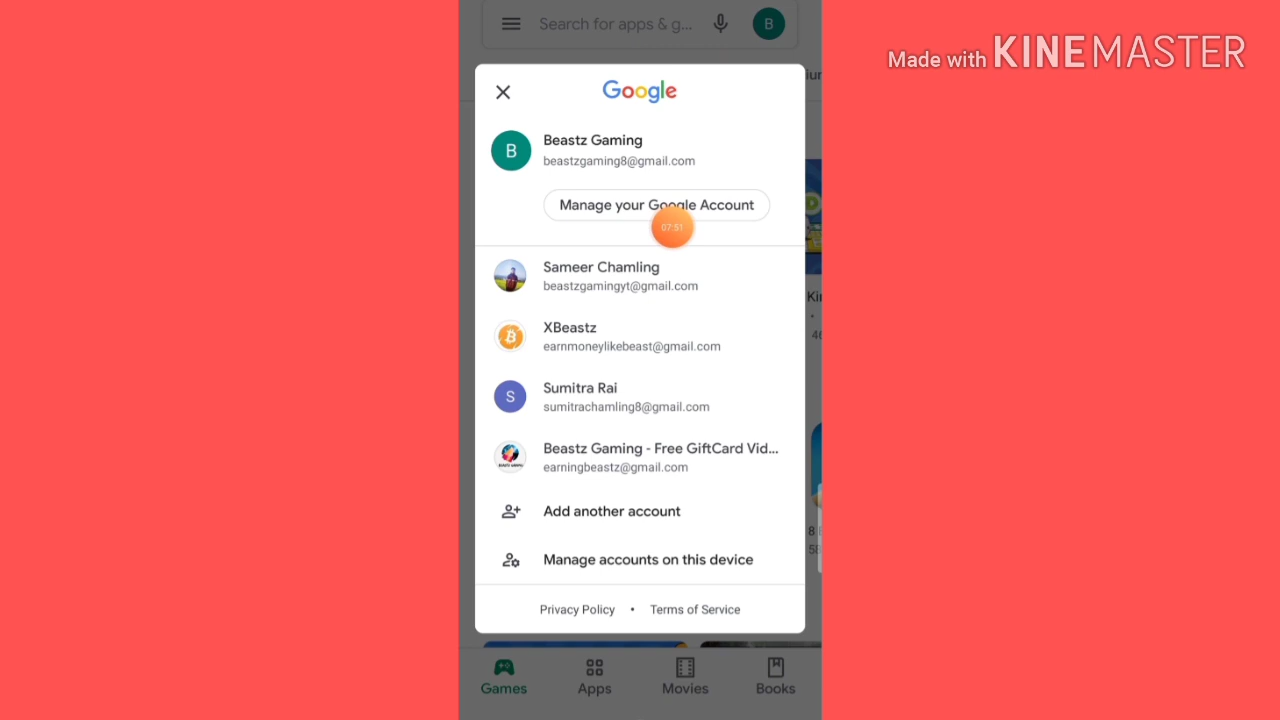 Search for apps & g...
B
Made with KINEMASTER
Google
B
Beastz Gaming
beastzgaming8@gmail.com
Manage your Google Account
07:51
Sameer Chamling
beastzgamingyt@gmail.com
XBeastz
earnmoneylikebeast@gmail.com
S
Sumitra Rai
sumitrachamling8@gmail.com
Beastz Gaming - Free GiftCard Vid...
earningbeastz@gmail.com
Add another account
Manage accounts on this device
Privacy Policy • Terms of Service
Games
Apps
Movies
Books